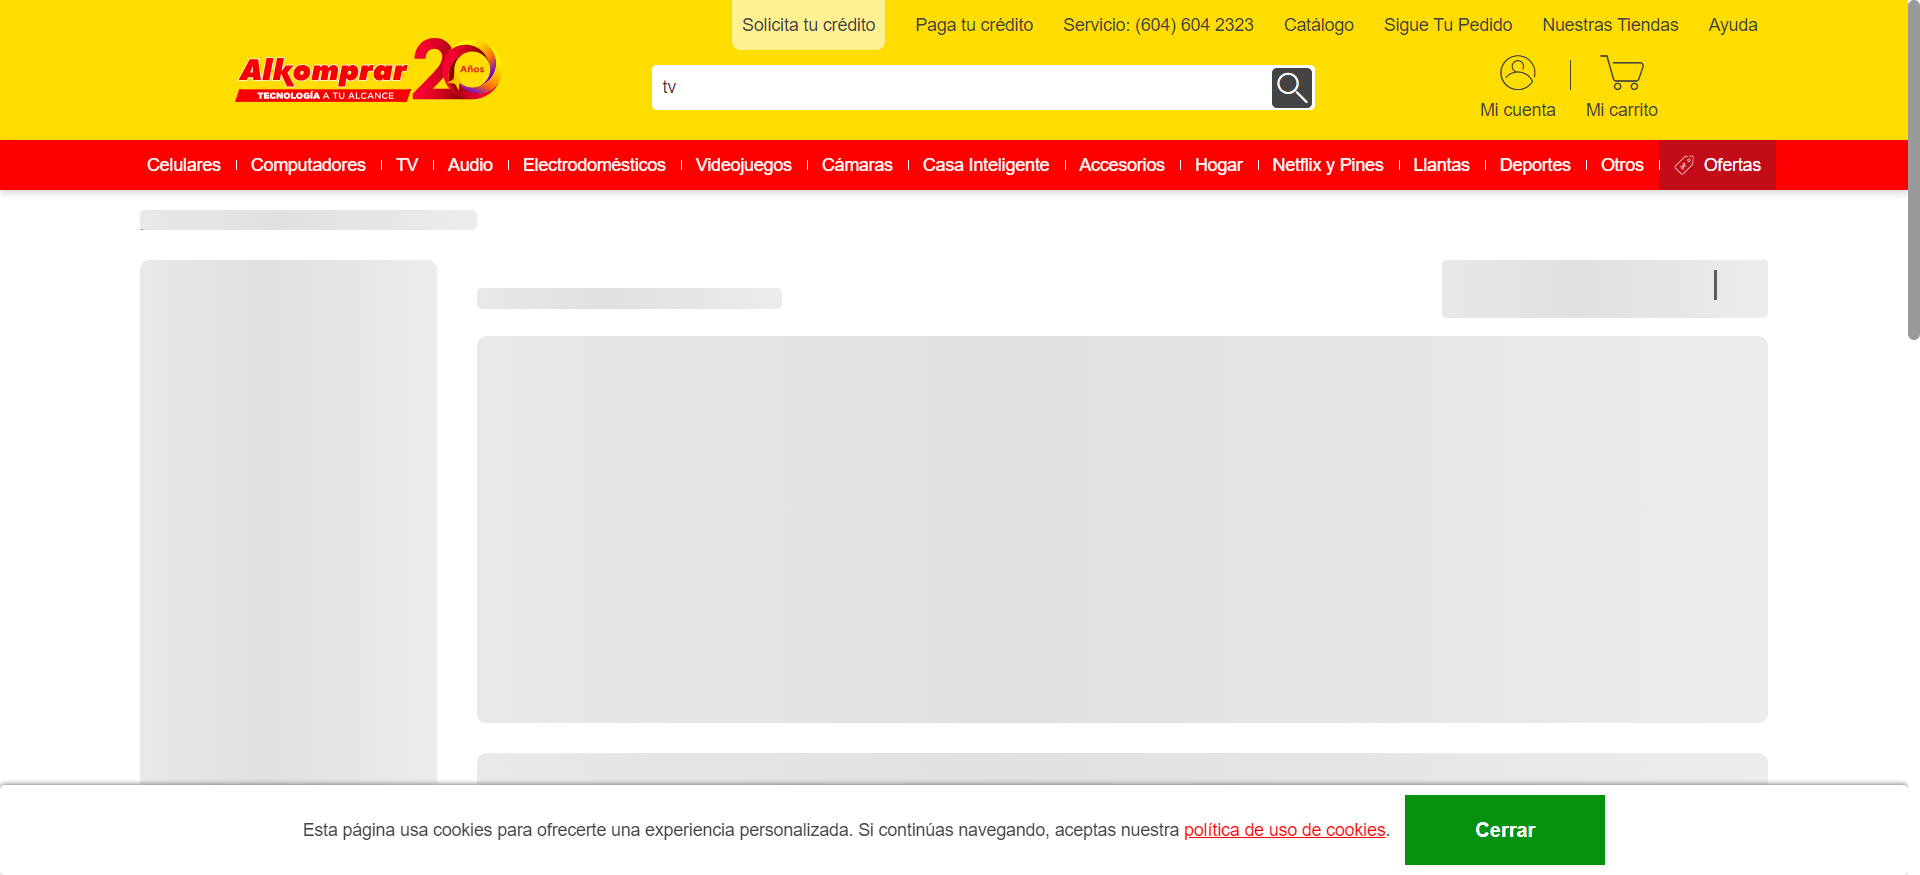 Solicita tu crédito Paga tu crédito Servicio: (604) 604 2323 Catálogo Sigue Tu Pedido Nuestras Tiendas Ayuda
Alkomprar 20 Años
TECNOLOGÍA A TU ALCANCE
tv
Mi cuenta Mi carrito
Celulares Computadores TV Audio Electrodomésticos Videojuegos Cámaras Casa Inteligente Accesorios Hogar Netflix y Pines Llantas Deportes Otros Ofertas
Esta página usa cookies para ofrecerte una experiencia personalizada. Si continúas navegando, aceptas nuestra política de uso de cookies. Cerrar